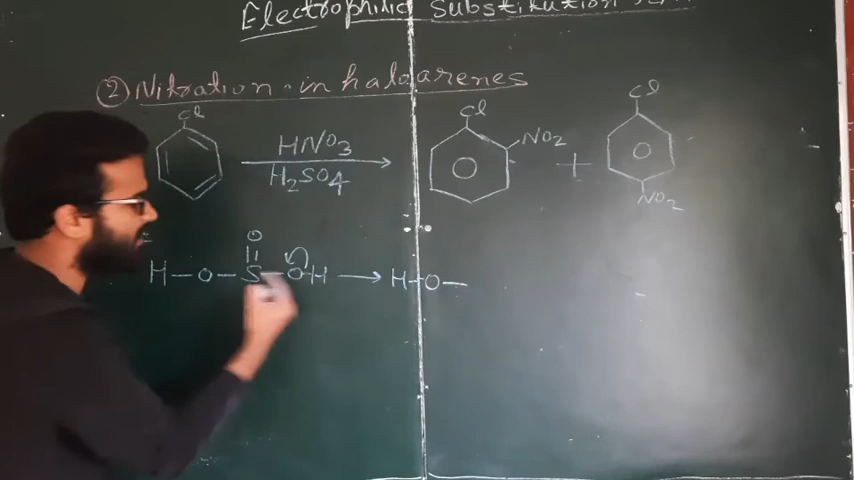 Electrophilic Substitution
② Nitration in haloarenes
Cl HNO3 H2SO4 Cl NO2 + Cl NO2
O
H-O-S-OH → H-O-